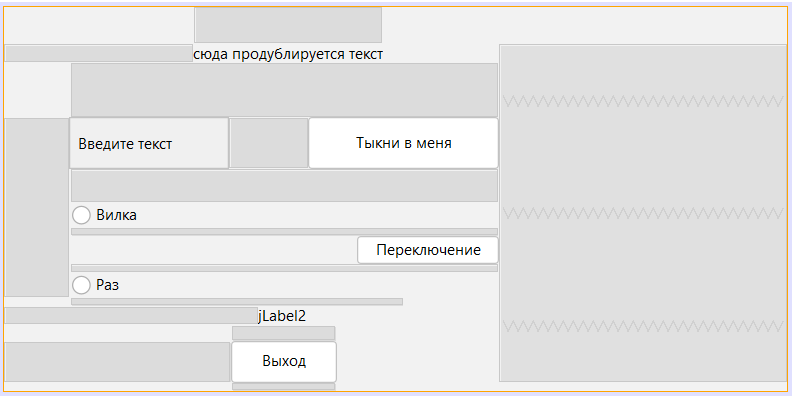 сюда продублируется текст
Введите текст
Тыкни в меня
Вилка
Переключение
Раз
jLabel2
Выход